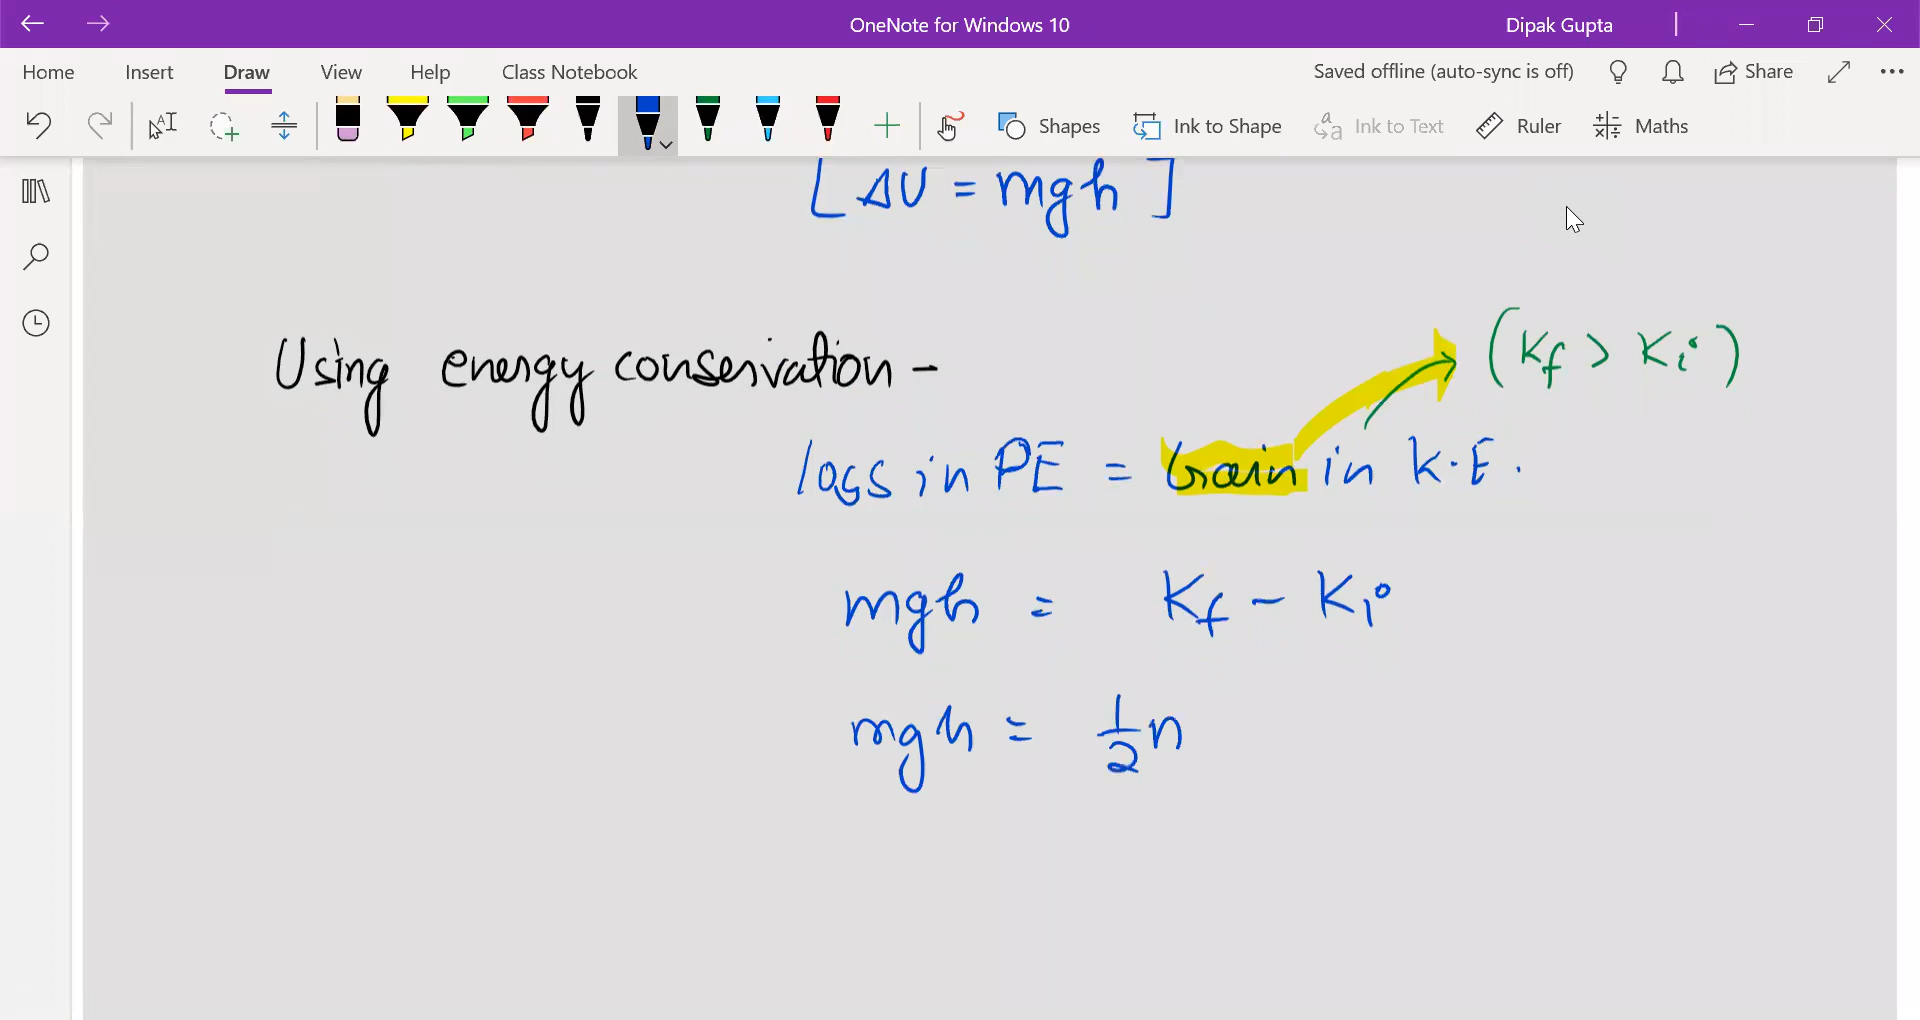 OneNote for Windows 10 Dipak Gupta
Home Insert Draw View Help Class Notebook Saved offline (auto-sync is off) Share
Shapes Ink to Shape Ink to Text Ruler Maths
[ΔU = mgh]
Using energy conservation - (Kf > Ki)
loss in PE = Gain in K.E.
mgh = Kf - Ki
mgh = 1/2 m